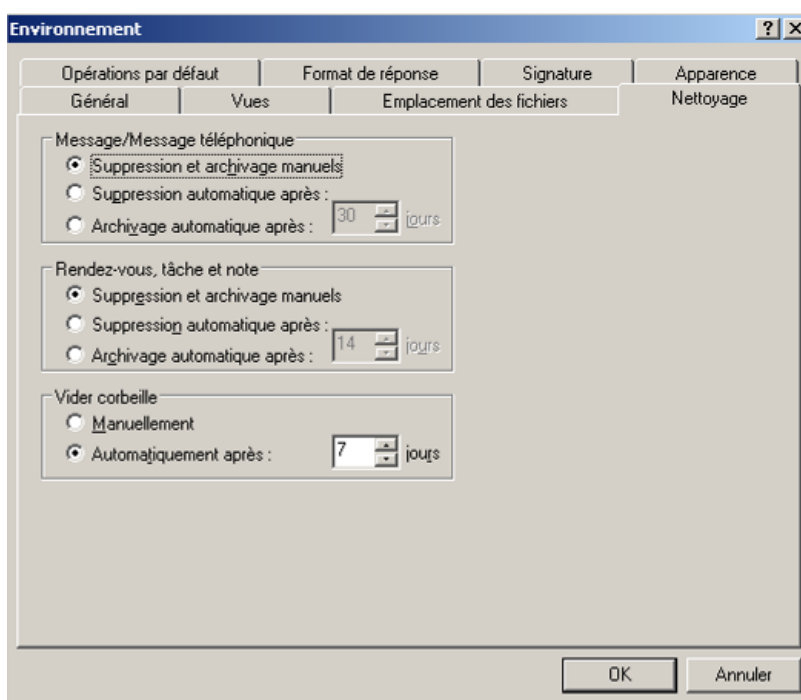 Environnement
Opérations par défaut Format de réponse Signature Apparence
Général Vues Emplacement des fichiers Nettoyage
Message/Message téléphonique
Suppression et archivage manuels
Suppression automatique après :
Archivage automatique après : 30 jours
Rendez-vous, tâche et note
Suppression et archivage manuels
Suppression automatique après :
Archivage automatique après : 14 jours
Vider corbeille
Manuellement
Automatiquement après : 7 jours
OK Annuler